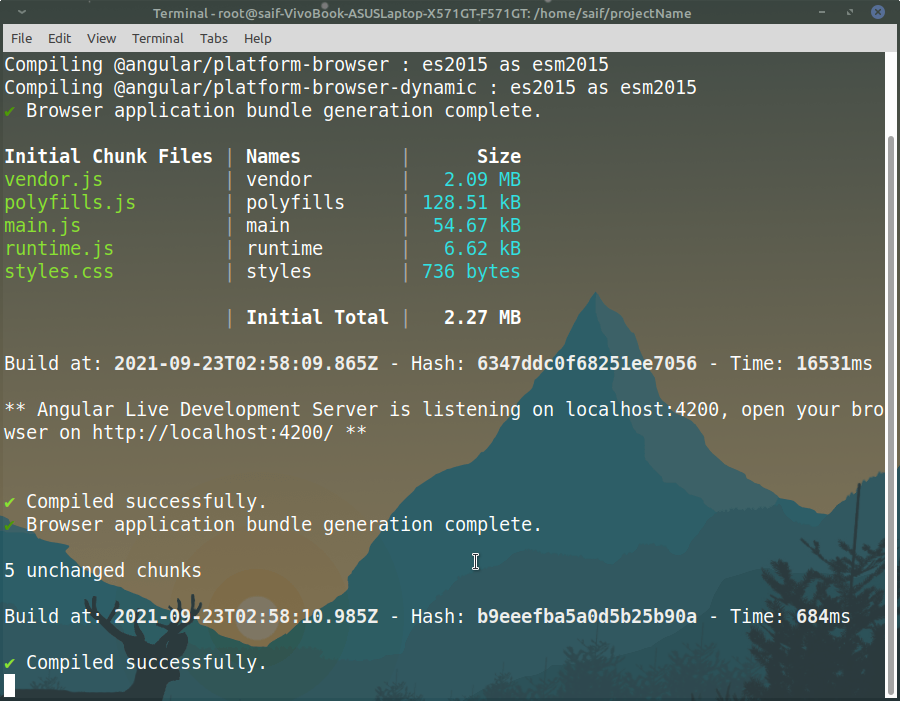 Terminal - root@saif-VivoBook-ASUSLaptop-X571GT-F571GT: /home/saif/projectName
File Edit View Terminal Tabs Help
Compiling @angular/platform-browser : es2015 as esm2015
Compiling @angular/platform-browser-dynamic : es2015 as esm2015
✔ Browser application bundle generation complete.
Initial Chunk Files | Names | Size
vendor.js | vendor | 2.09 MB
polyfills.js | polyfills | 128.51 kB
main.js | main | 54.67 kB
runtime.js | runtime | 6.62 kB
styles.css | styles | 736 bytes
| Initial Total | 2.27 MB
Build at: 2021-09-23T02:58:09.865Z - Hash: 6347ddc0f68251ee7056 - Time: 16531ms
** Angular Live Development Server is listening on localhost:4200, open your bro
wser on http://localhost:4200/ **
✔ Compiled successfully.
✔ Browser application bundle generation complete.
5 unchanged chunks
Build at: 2021-09-23T02:58:10.985Z - Hash: b9eeefba5a0d5b25b90a - Time: 684ms
✔ Compiled successfully.